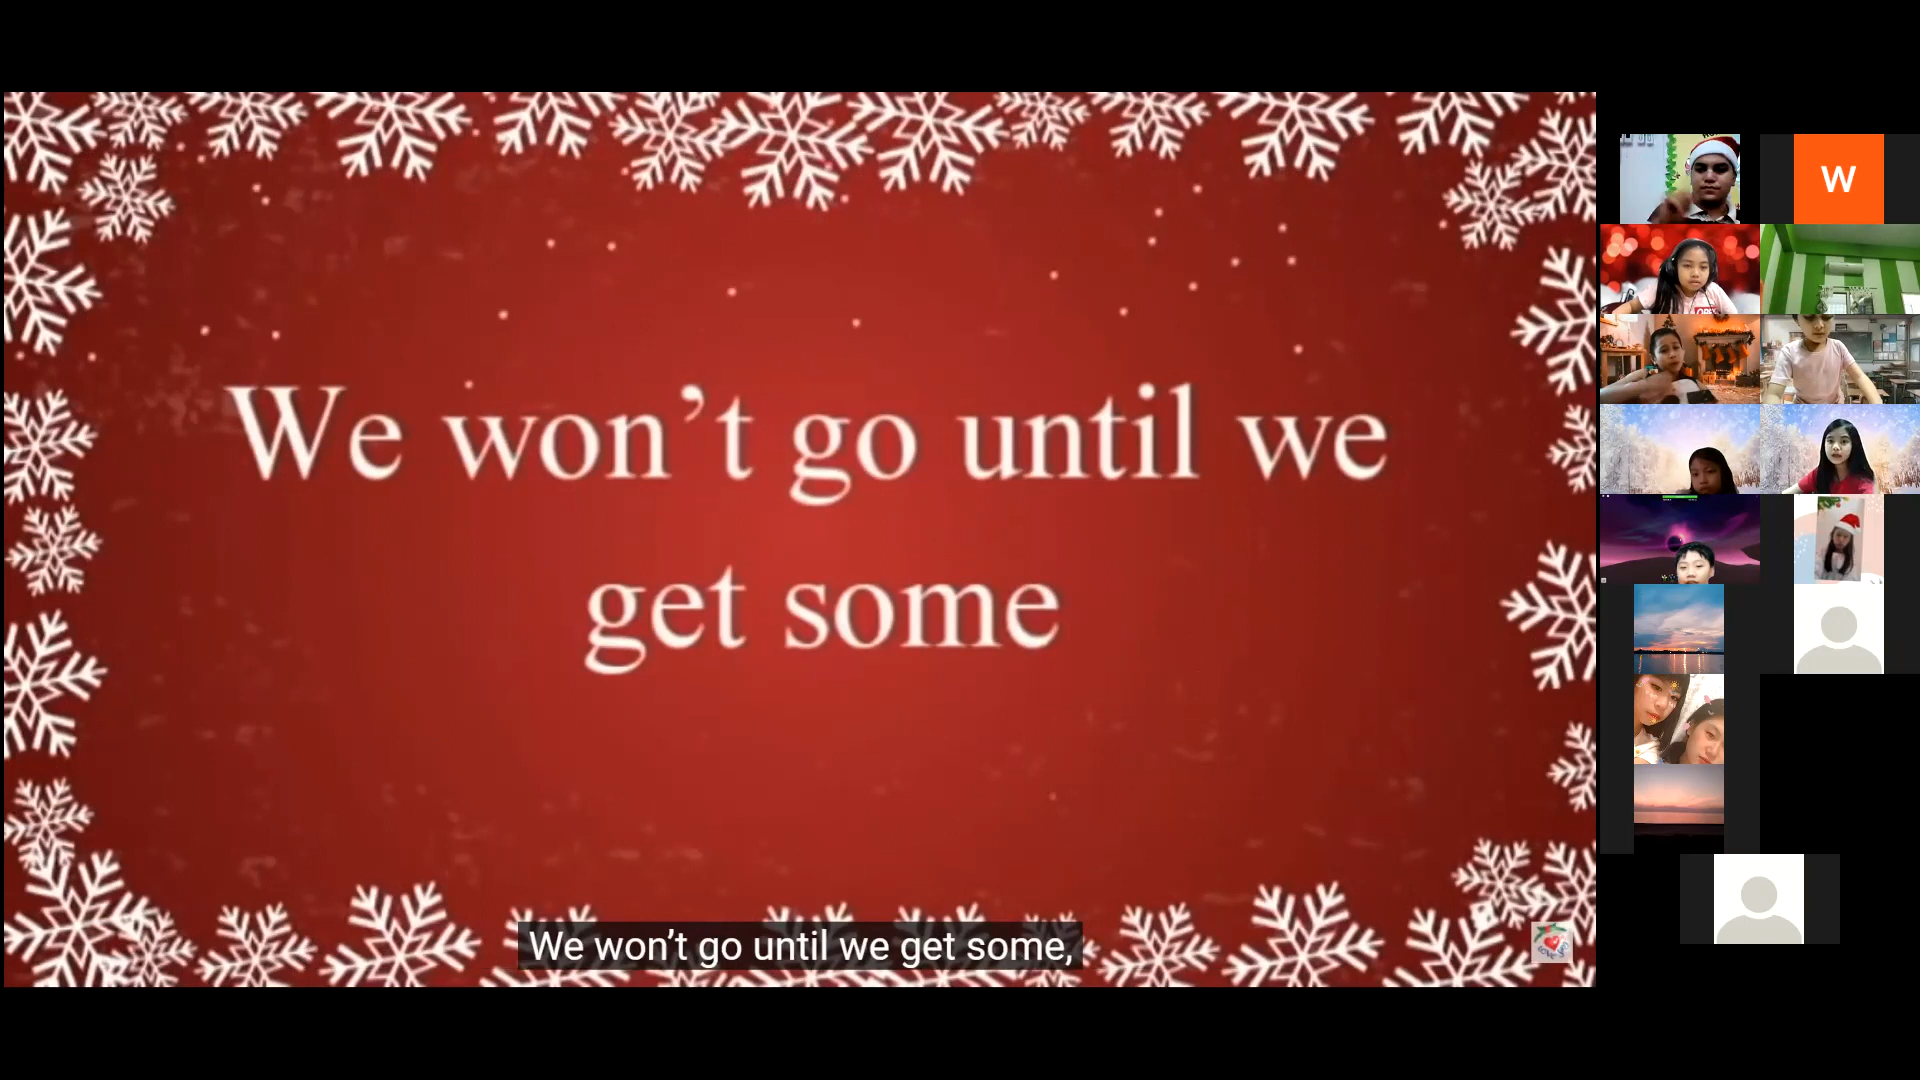 We won’t go until we
get some
We won’t go until we get some,
W